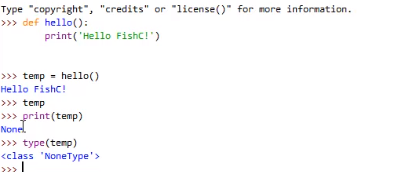 Type "copyright", "credits" or "license()" for more information.
>>> def hello():
        print('Hello FishC!')
>>> temp = hello()
Hello FishC!
>>> temp
>>> print(temp)
None
>>> type(temp)
<class 'NoneType'>
>>>